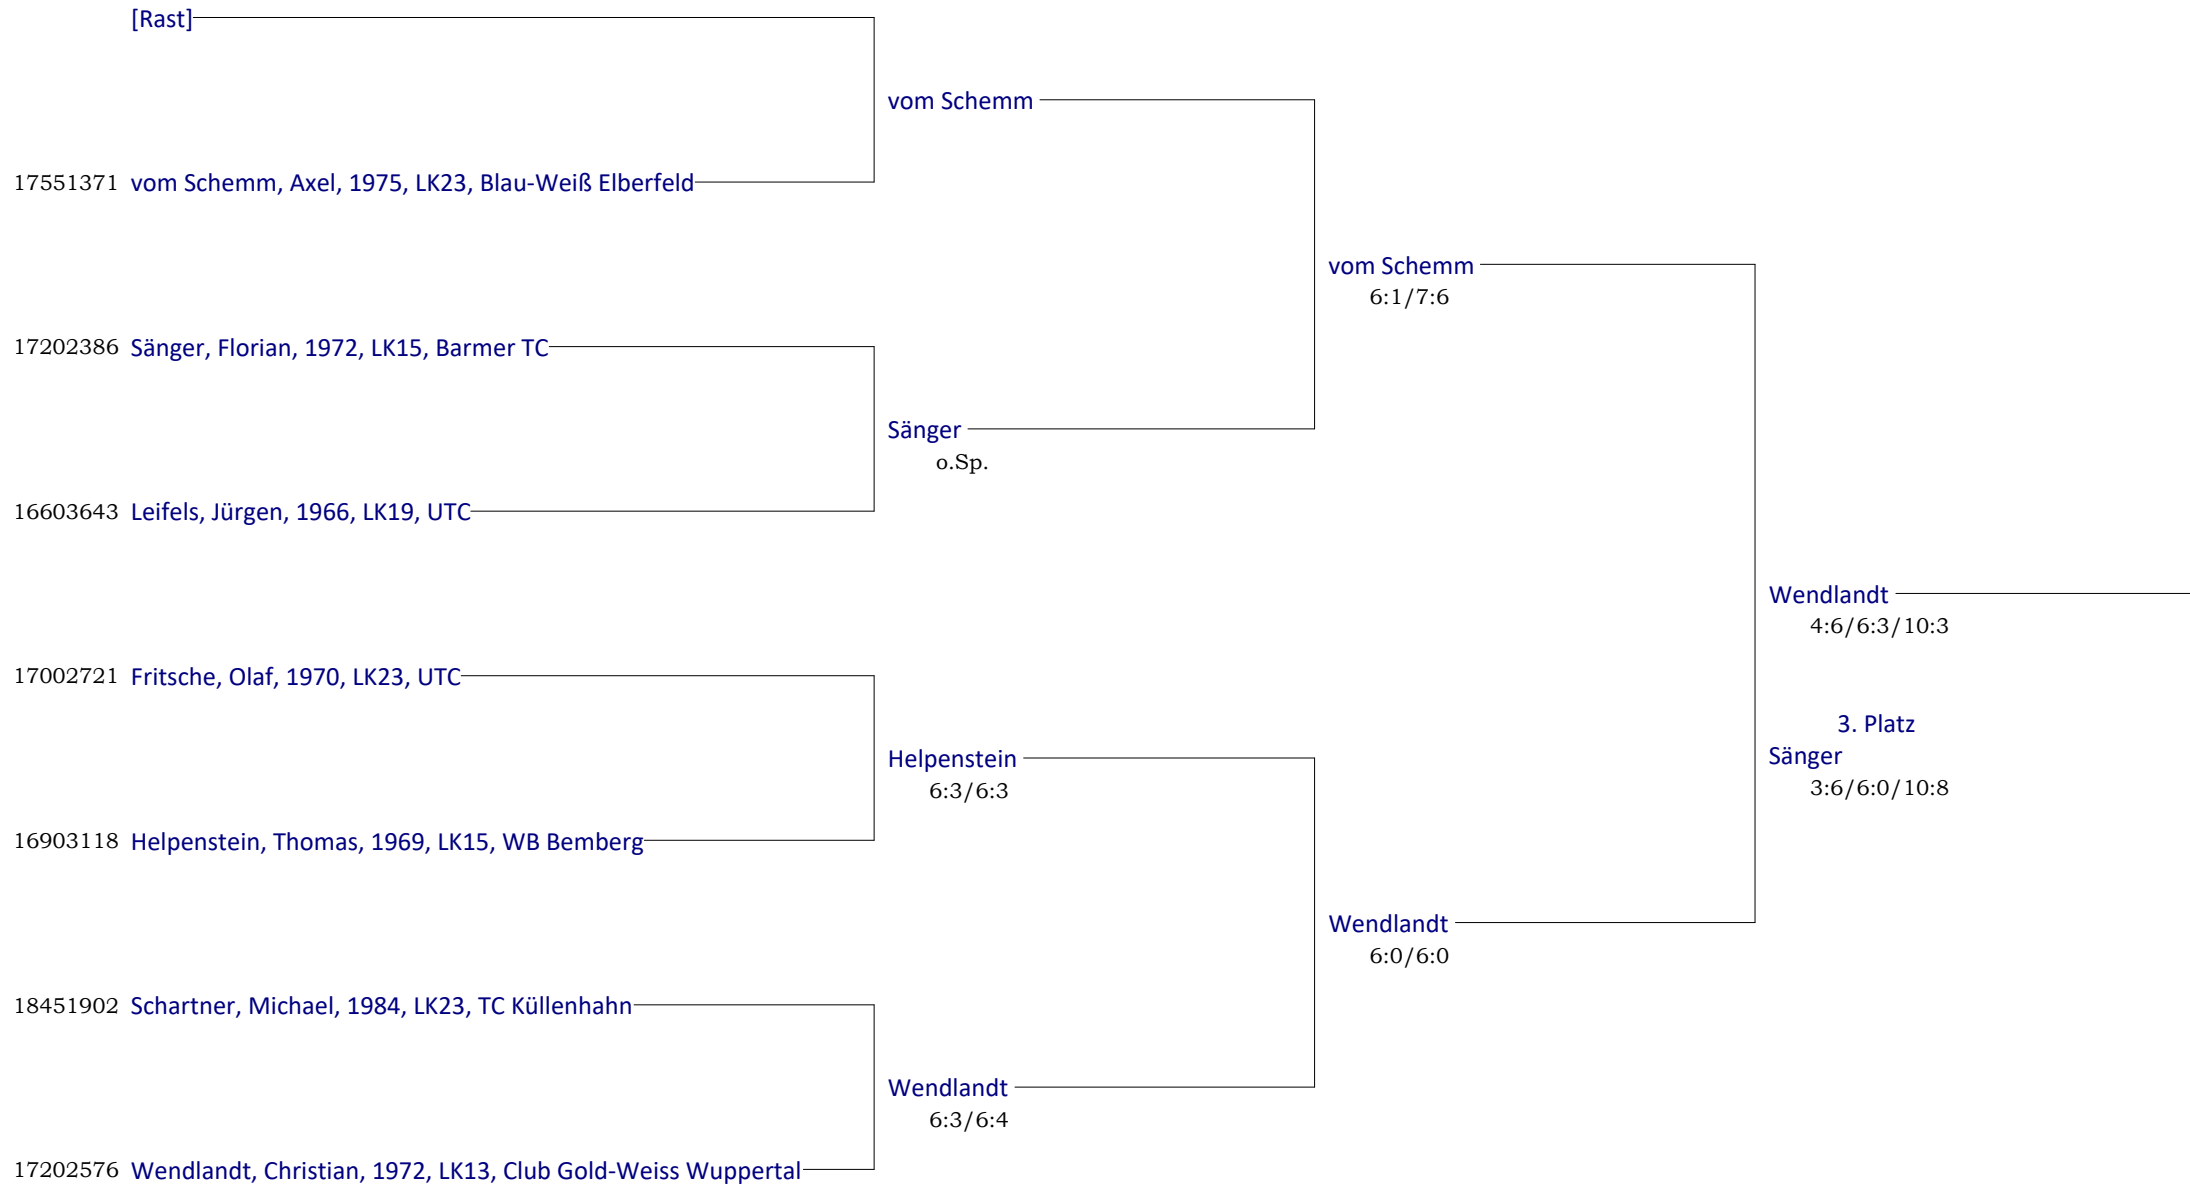 [Rast]
vom Schemm
17551371 vom Schemm, Axel, 1975, LK23, Blau-Weiß Elberfeld
vom Schemm
6:1/7:6
17202386 Sänger, Florian, 1972, LK15, Barmer TC
Sänger
o.Sp.
16603643 Leifels, Jürgen, 1966, LK19, UTC
Wendlandt
4:6/6:3/10:3
17002721 Fritsche, Olaf, 1970, LK23, UTC
3. Platz
Helpenstein
6:3/6:3
Sänger
3:6/6:0/10:8
16903118 Helpenstein, Thomas, 1969, LK15, WB Bemberg
Wendlandt
6:0/6:0
18451902 Schartner, Michael, 1984, LK23, TC Küllenhahn
Wendlandt
6:3/6:4
17202576 Wendlandt, Christian, 1972, LK13, Club Gold-Weiss Wuppertal